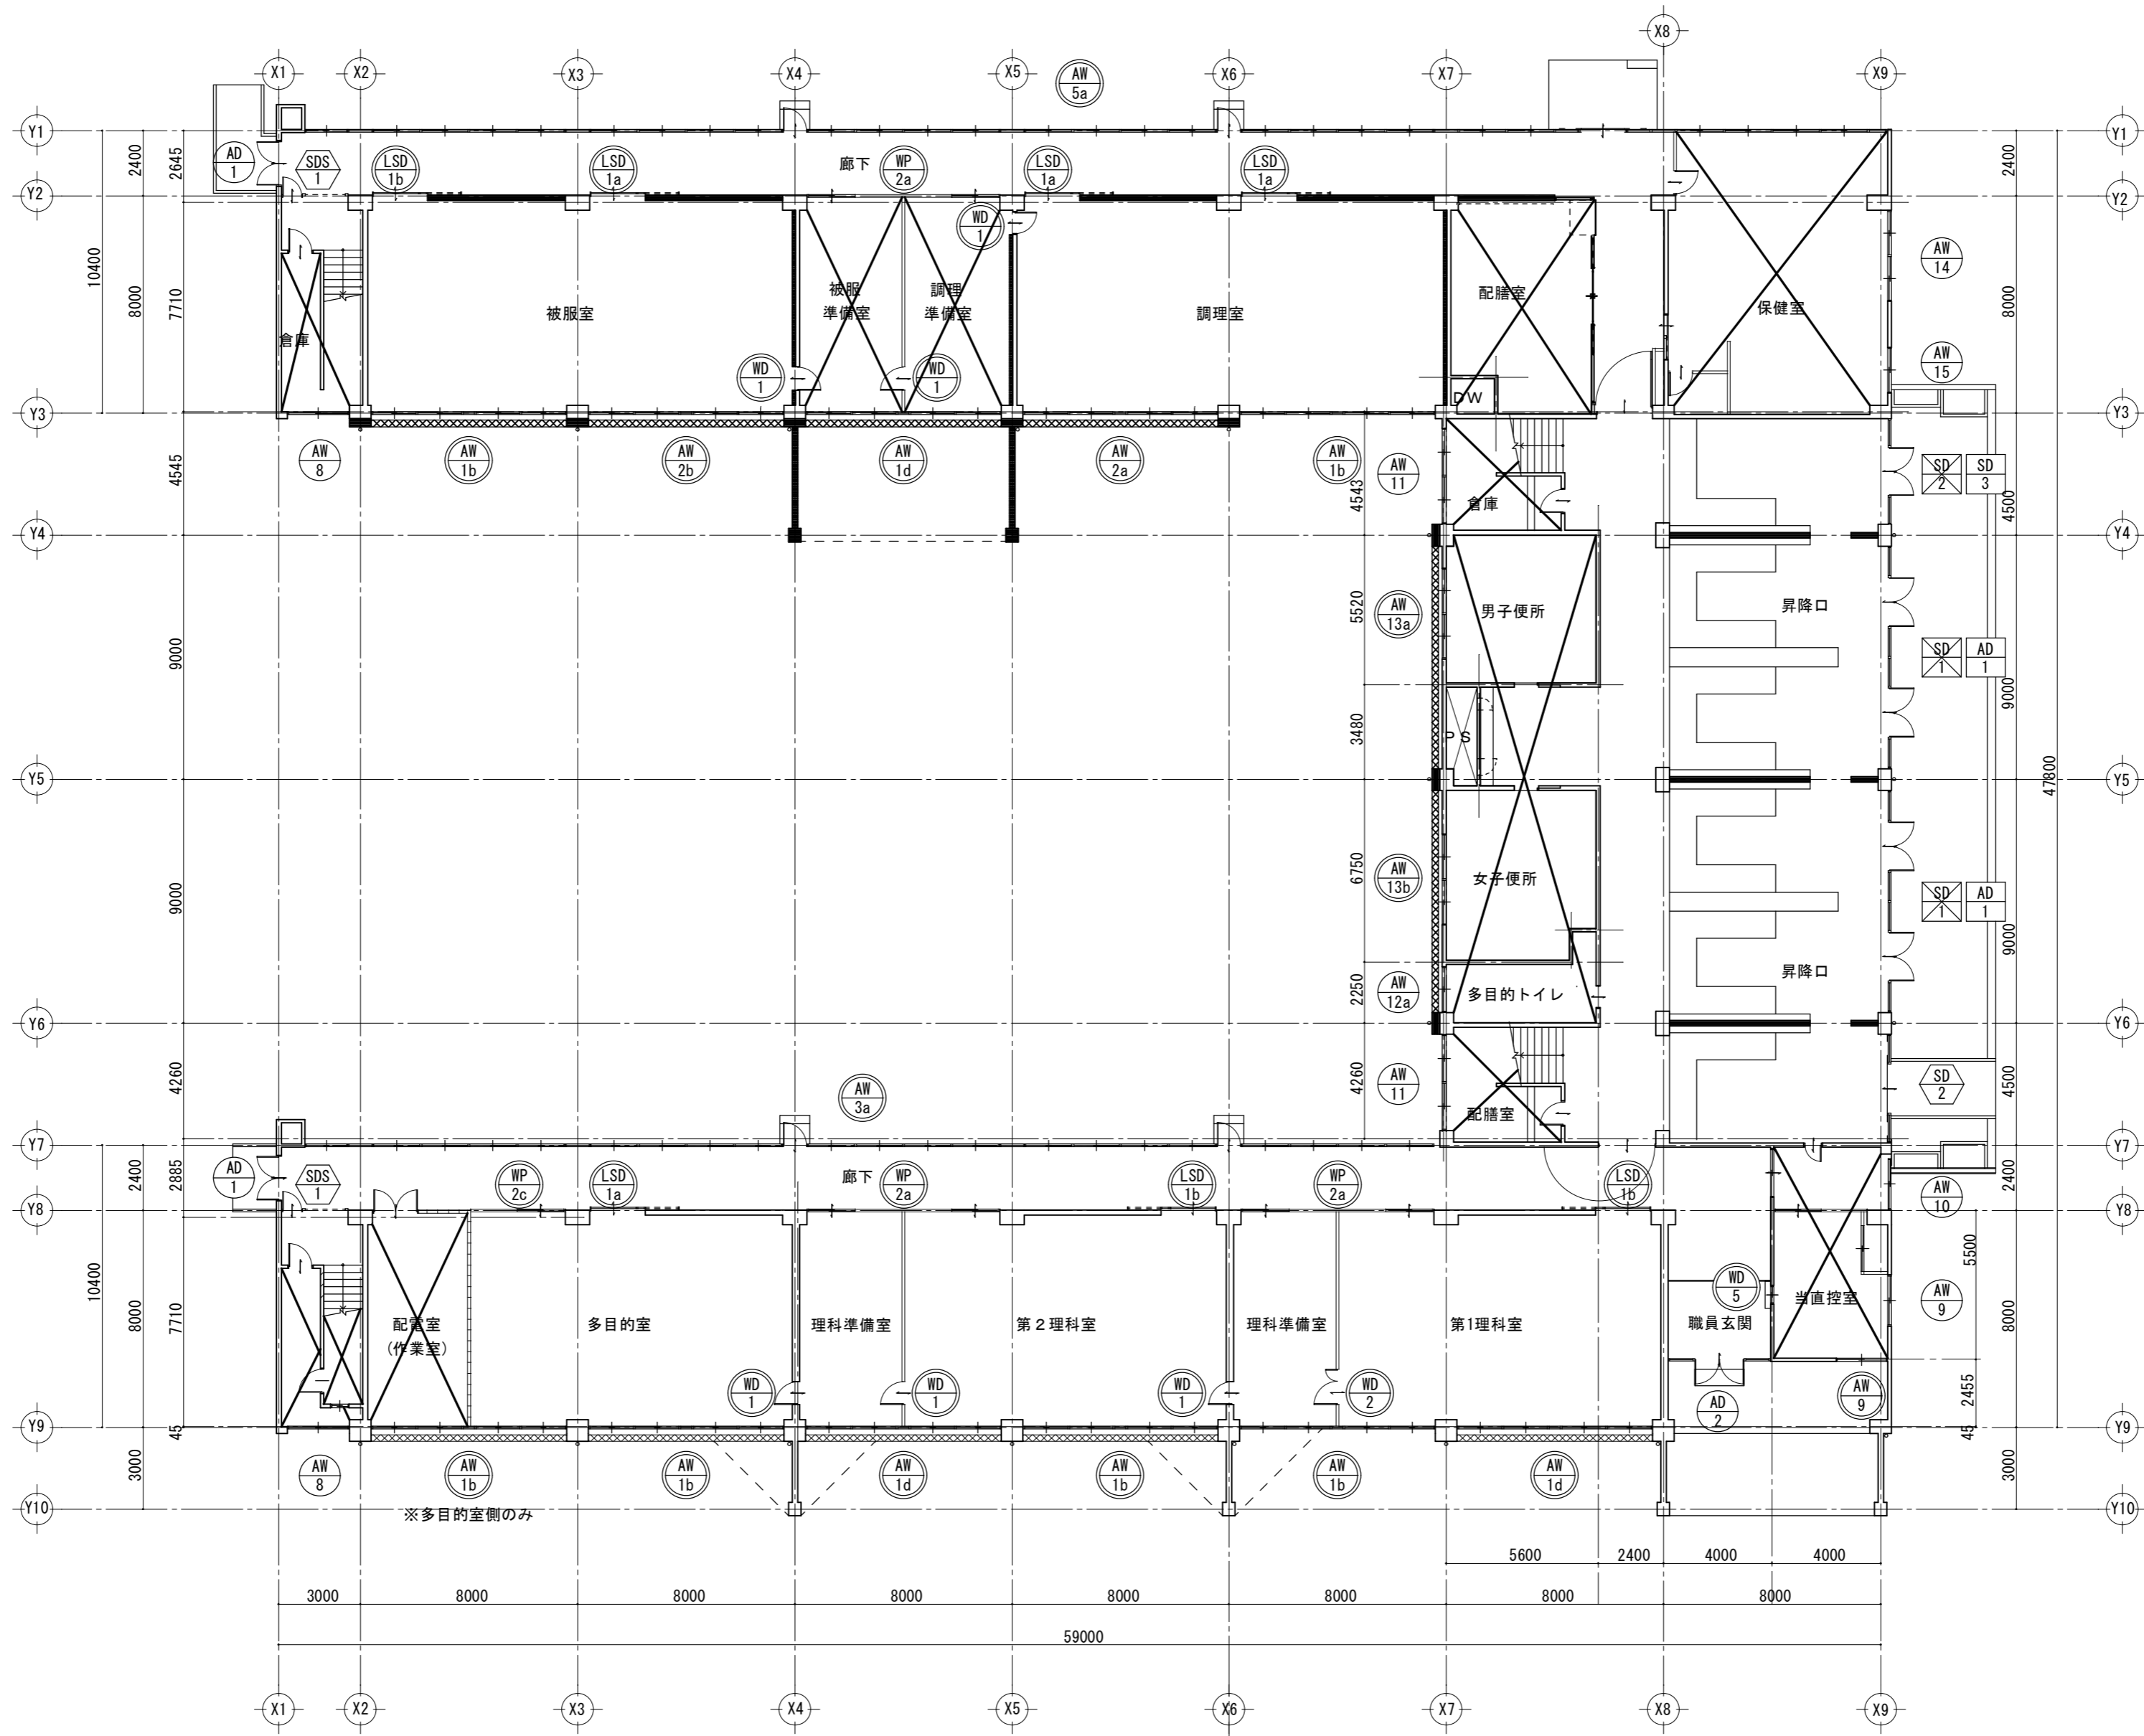 X8
X1 X2 X3 X4 X5 AW 5a X6 X7 X9
Y1 Y1
AD 1 SDS 1 LSD 1b LSD 1a 廊下 WP 2a LSD 1a LSD 1a
2400 2645 2400
Y2 Y2
WD 1
AW 14
10400 8000 7710 8000
倉庫 被服室 被服 準備室 調理 準備室 調理室 配膳室 保健室
WD 1 WD 1
AW 15
DW
Y3 Y3
AW 8 AW 1b AW 2b AW 1d AW 2a AW 1b AW 11
SD 2 SD 3
4545 4543 4500
倉庫
Y4 Y4
AW 13a 男子便所 昇降口
5520
SD 1 AD 1
9000 9000
3480
PS
Y5 Y5
47800
AW 13b 女子便所
6750
SD 1 AD 1
9000 9000
昇降口
AW 12a 多目的トイレ
2250
Y6 Y6
AW 3a AW 11
4260 4260 4500
SD 2
配膳室
Y7 Y7
AD 1 SDS 1 WP 2c LSD 1a 廊下 WP 2a LSD 1b WP 2a LSD 1b
2400 2885 2400
AW 10
Y8 Y8
5500
WD 5 AW 9
10400 8000 7710 8000
配電室
(作業室)
多目的室 理科準備室 第２理科室 理科準備室 第1理科室 職員玄関 当直控室
WD 1 WD 1 WD 1 WD 2 AD 2 AW 9
2455
Y9 Y9
45 45
3000 3000
AW 8 AW 1b AW 1b AW 1d AW 1b AW 1b AW 1d
Y10 Y10
※多目的室側のみ
5600 2400 4000 4000
3000 8000 8000 8000 8000 8000 8000 8000
59000
X1 X2 X3 X4 X5 X6 X7 X8 X9